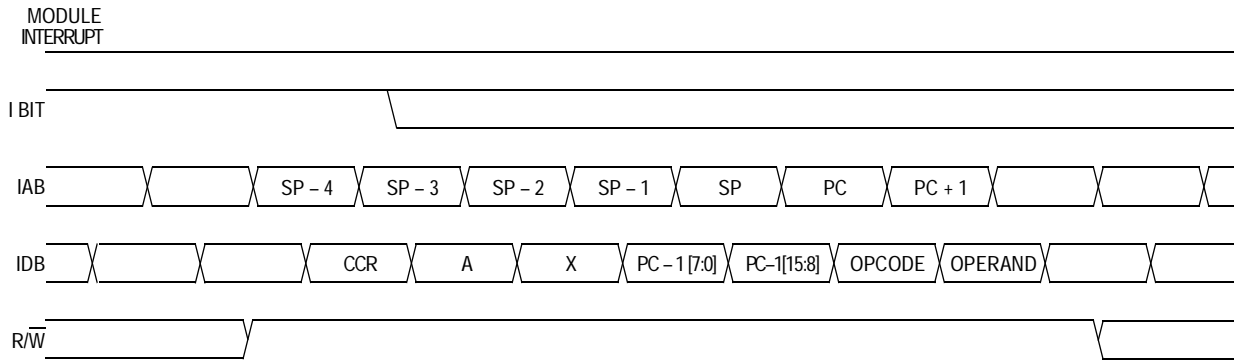 MODULE
INTERRUPT
I BIT
IAB SP – 4 SP – 3 SP – 2 SP – 1 SP PC PC + 1
IDB CCR A X PC – 1 [7:0] PC–1[15:8] OPCODE OPERAND
R/W̅